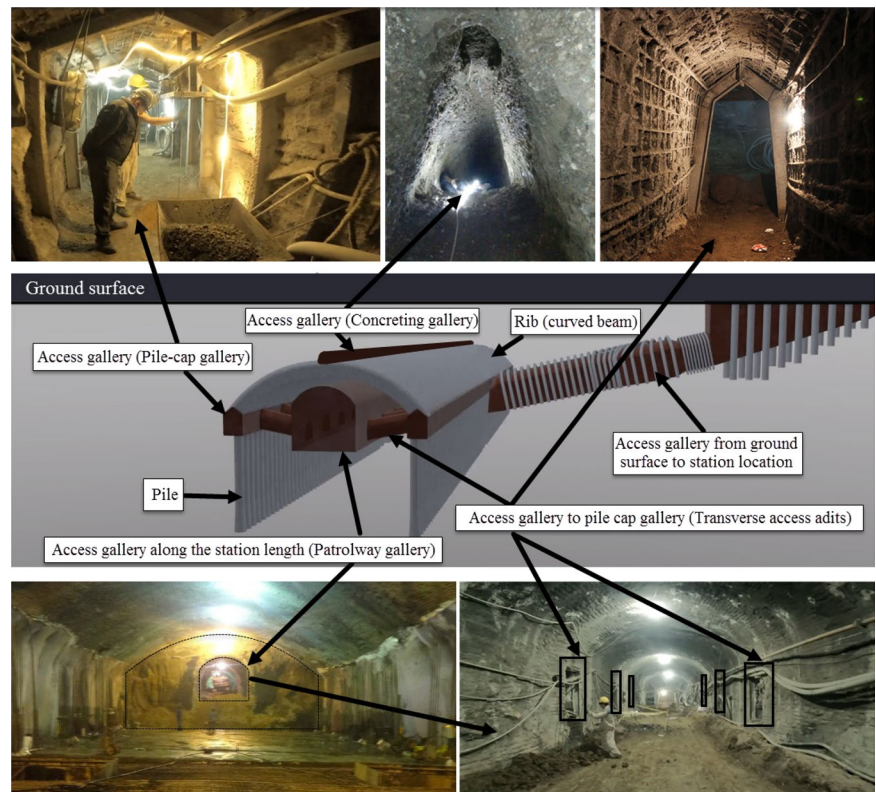 Ground surface
Access gallery (Concreting gallery)
Rib (curved beam)
Access gallery (Pile-cap gallery)
Access gallery from ground
surface to station location
Pile
Access gallery to pile cap gallery (Transverse access adits)
Access gallery along the station length (Patrolway gallery)